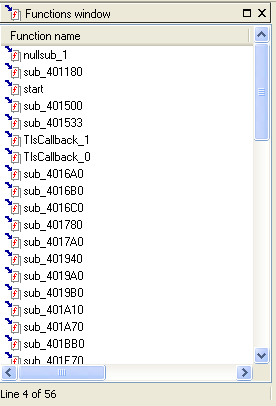 Functions window
Function name
nullsub_1
sub_401180
start
sub_401500
sub_401533
TlsCallback_1
TlsCallback_0
sub_4016A0
sub_4016B0
sub_4016C0
sub_401780
sub_4017A0
sub_401940
sub_4019A0
sub_4019B0
sub_401A10
sub_401A70
sub_401BB0
sub_401E70
Line 4 of 56